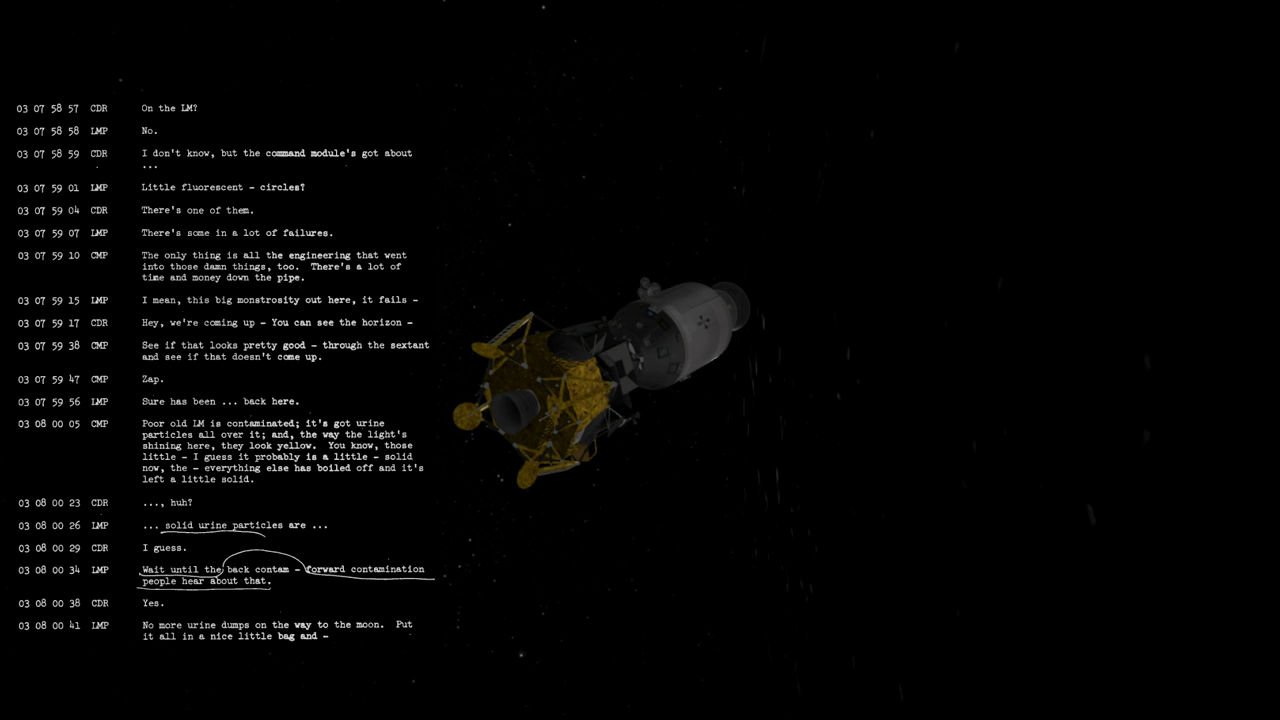 03 07 58 57 CDR On the LM?
03 07 58 58 LMP No.
03 07 58 59 CDR I don't know, but the command module's got about
...
03 07 59 01 LMP Little fluorescent - circles?
03 07 59 04 CDR There's one of them.
03 07 59 07 LMP There's some in a lot of failures.
03 07 59 10 CMP The only thing is all the engineering that went
into those damn things, too. There's a lot of
time and money down the pipe.
03 07 59 15 LMP I mean, this big monstrosity out here, it fails -
03 07 59 17 CDR Hey, we're coming up - You can see the horizon -
03 07 59 38 CMP See if that looks pretty good - through the sextant
and see if that doesn't come up.
03 07 59 47 CMP Zap.
03 07 59 56 LMP Sure has been ... back here.
03 08 00 05 CMP Poor old LM is contaminated; it's got urine
particles all over it; and, the way the light's
shining here, they look yellow. You know, those
little - I guess it probably is a little - solid
now, the - everything else has boiled off and it's
left a little solid.
03 08 00 23 CDR ..., huh?
03 08 00 26 LMP ... solid urine particles are ...
03 08 00 29 CDR I guess.
03 08 00 34 LMP Wait until the back contam - forward contamination
people hear about that.
03 08 00 38 CDR Yes.
03 08 00 41 LMP No more urine dumps on the way to the moon. Put
it all in a nice little bag and -